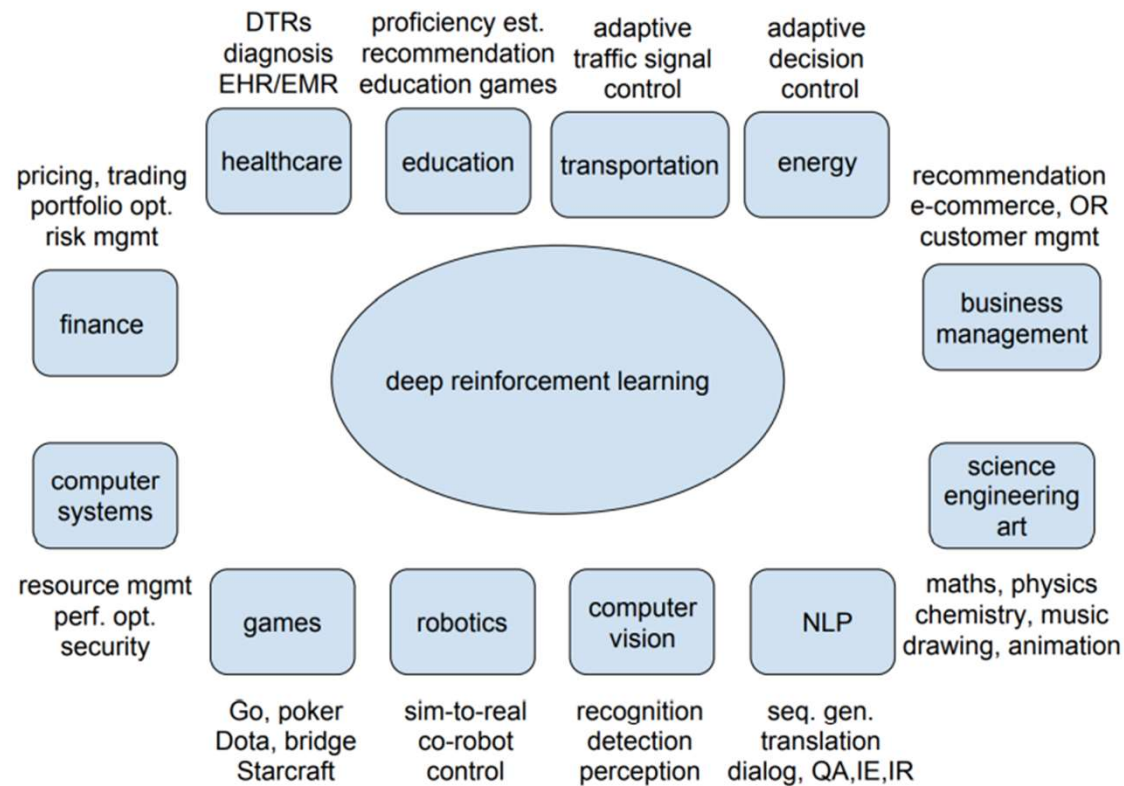 DTRs
diagnosis
EHR/EMR
healthcare
proficiency est.
recommendation
education games
education
adaptive
traffic signal
control
transportation
adaptive
decision
control
energy
pricing, trading
portfolio opt.
risk mgmt
finance
recommendation
e-commerce, OR
customer mgmt
business
management
deep reinforcement learning
computer
systems
resource mgmt
perf. opt.
security
science
engineering
art
maths, physics
chemistry, music
drawing, animation
games
Go, poker
Dota, bridge
Starcraft
robotics
sim-to-real
co-robot
control
computer
vision
recognition
detection
perception
NLP
seq. gen.
translation
dialog, QA,IE,IR